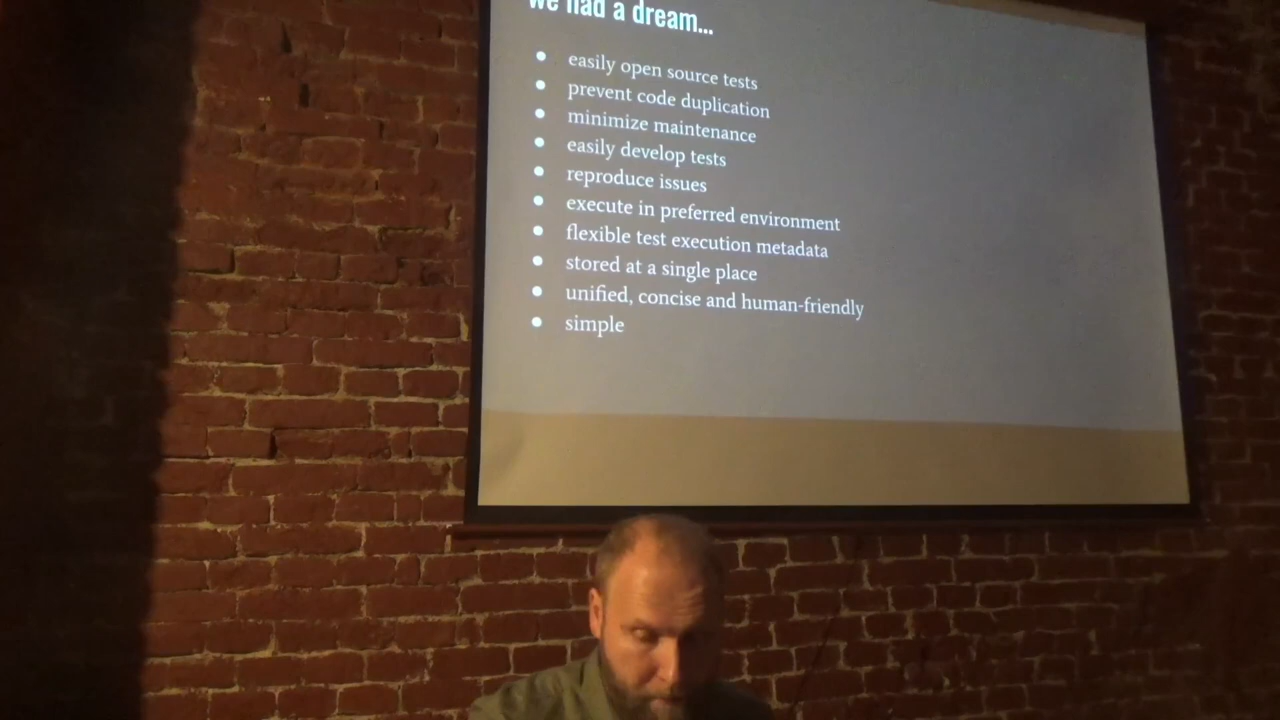 we had a dream...
easily open source tests
prevent code duplication
minimize maintenance
easily develop tests
reproduce issues
execute in preferred environment
flexible test execution metadata
stored at a single place
unified, concise and human-friendly
simple